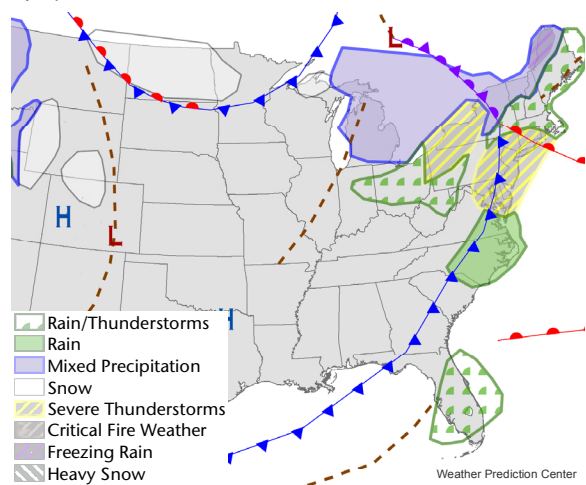 L
H
L
H
Rain/Thunderstorms
Rain
Mixed Precipitation
Snow
Severe Thunderstorms
Critical Fire Weather
Freezing Rain
Heavy Snow
Weather Prediction Center